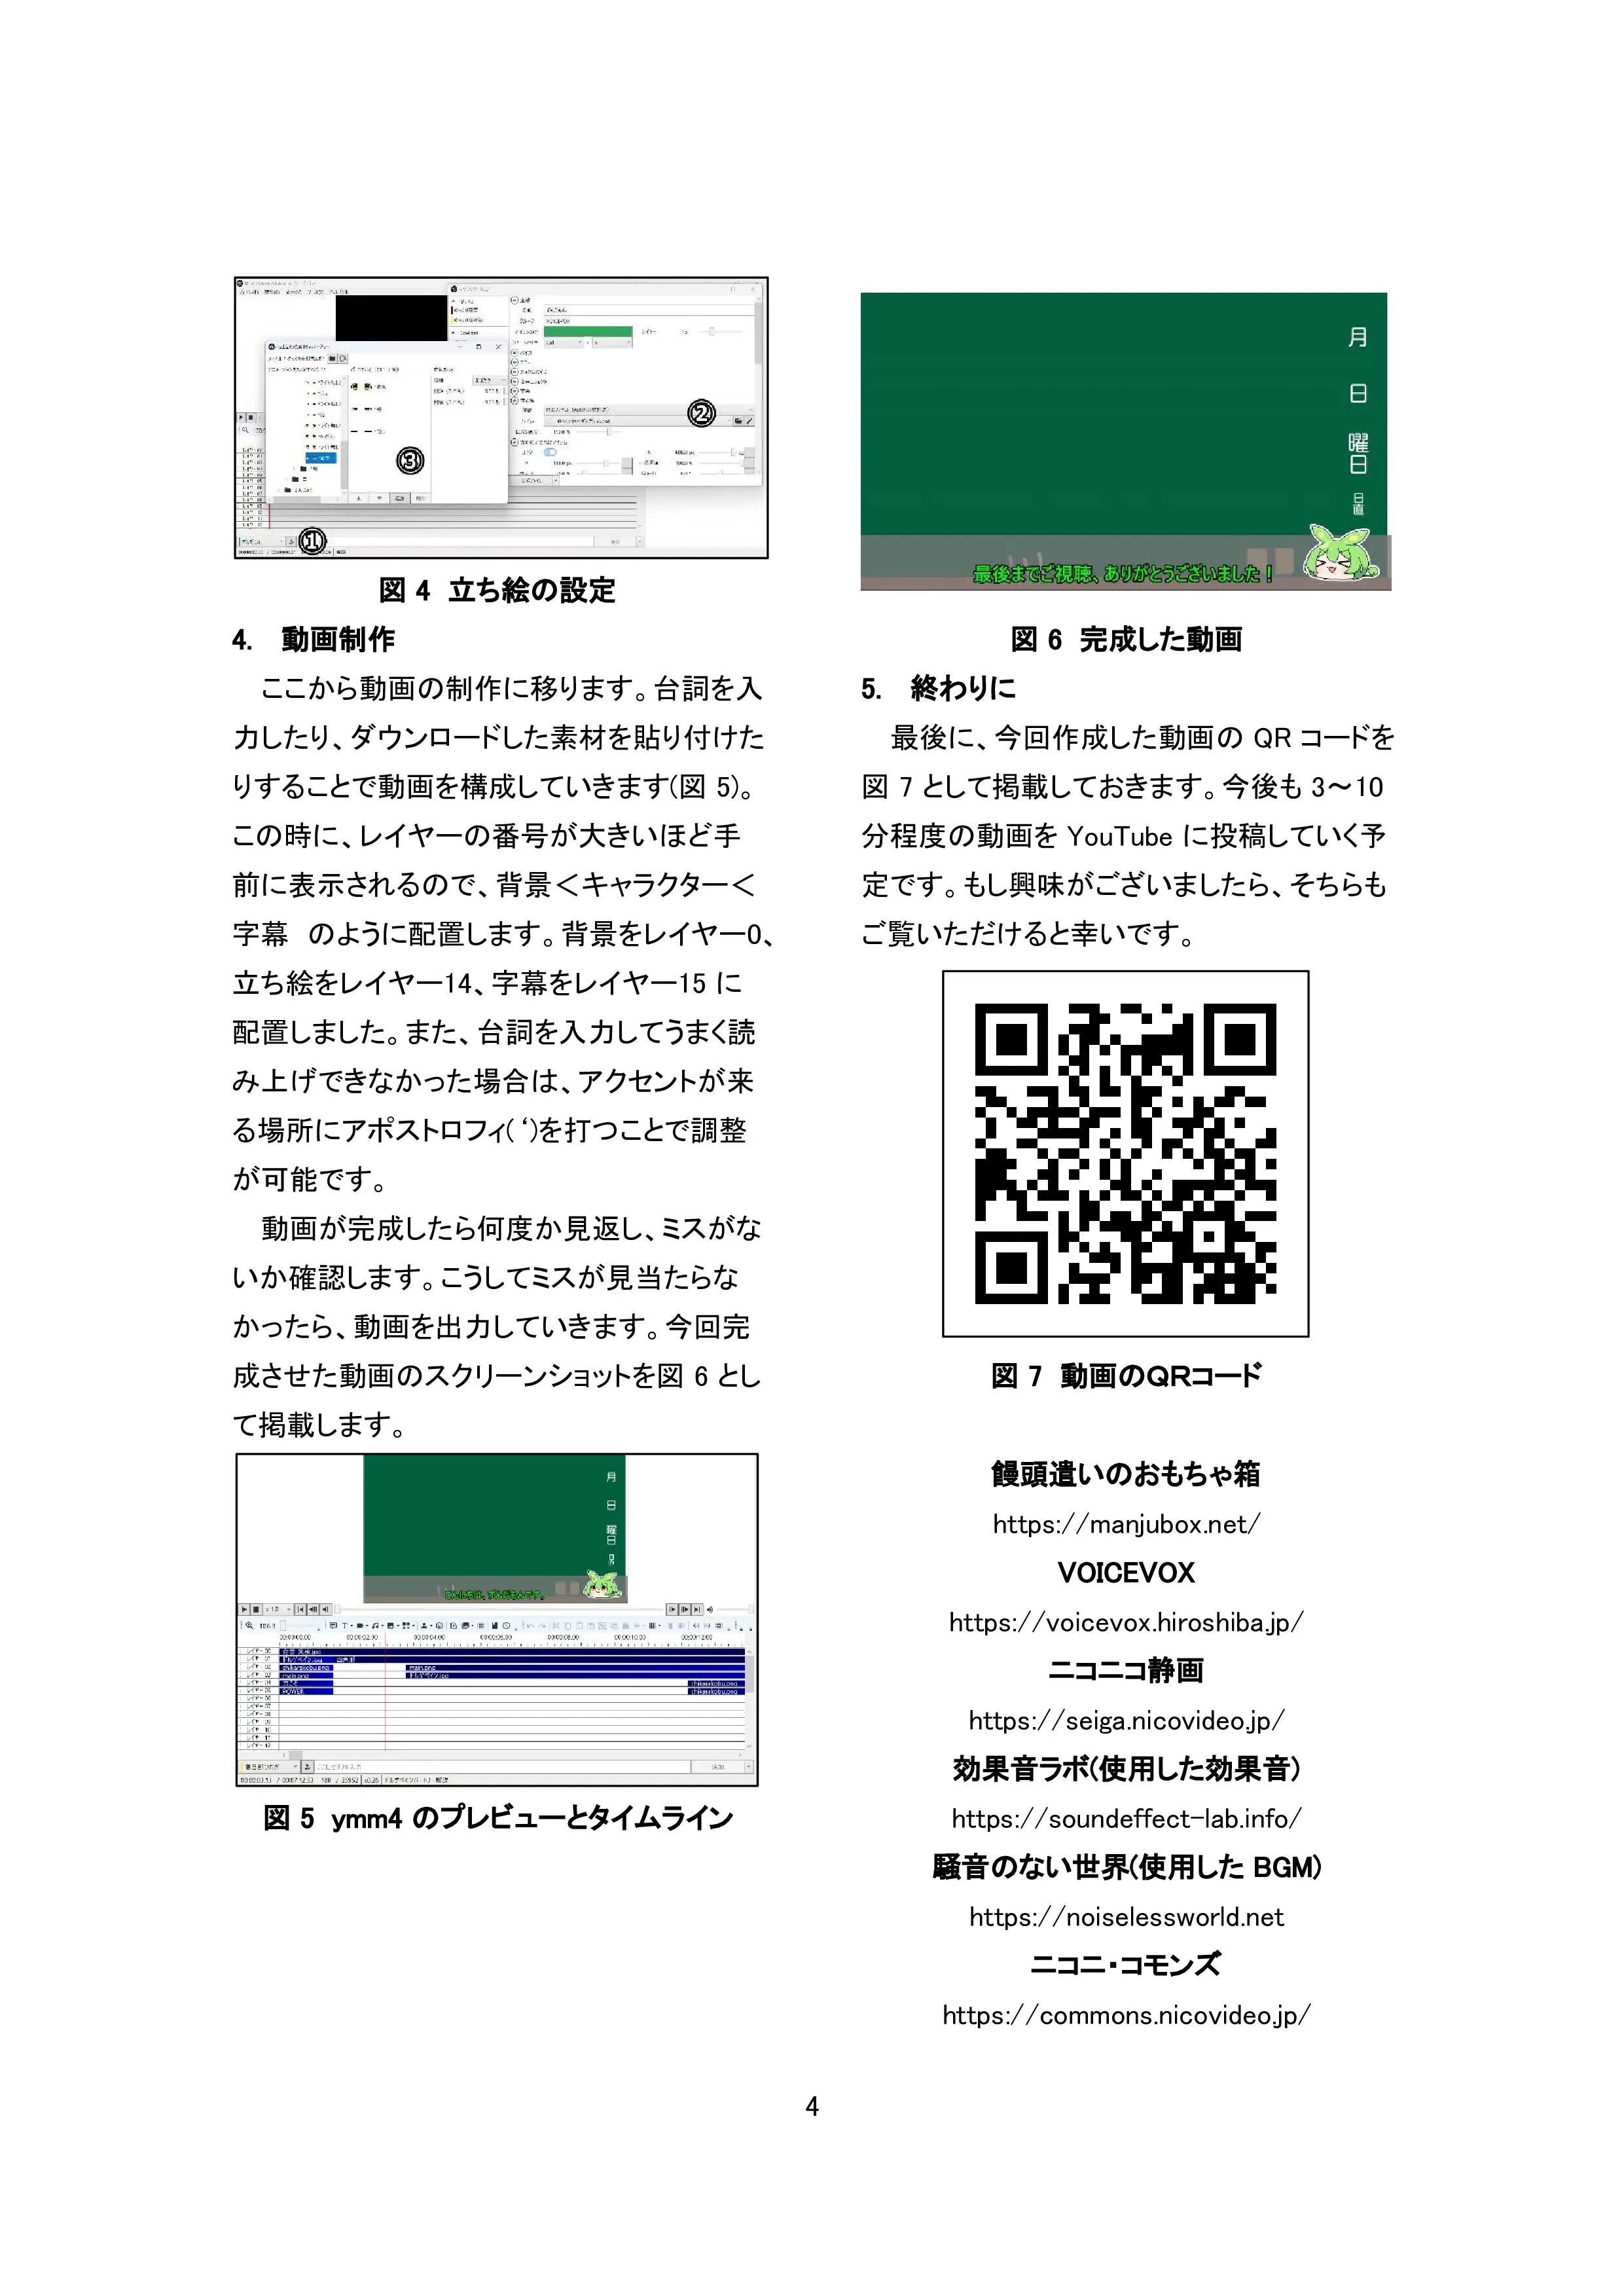 ①
②
③
図 4 立ち絵の設定
4. 動画制作
ここから動画の制作に移ります。台詞を入
力したり、ダウンロードした素材を貼り付けた
りすることで動画を構成していきます(図 5)。
この時に、レイヤーの番号が大きいほど手
前に表示されるので、背景＜キャラクター＜
字幕　のように配置します。背景をレイヤー0、
立ち絵をレイヤー14、字幕をレイヤー15 に
配置しました。また、台詞を入力してうまく読
み上げできなかった場合は、アクセントが来
る場所にアポストロフィ(‘)を打つことで調整
が可能です。
動画が完成したら何度か見返し、ミスがな
いか確認します。こうしてミスが見当たらな
かったら、動画を出力していきます。今回完
成させた動画のスクリーンショットを図 6 とし
て掲載します。
月
日
曜
日
こんにちは、ずんだもんです。
chikarakobu.png
main.png
main.png
POWER
chikarakobu.png
chikarakobu.png
図 5 ymm4 のプレビューとタイムライン
月
日
曜
日
日直
最後までご視聴、ありがとうございました！
図 6 完成した動画
5. 終わりに
最後に、今回作成した動画の QR コードを
図 7 として掲載しておきます。今後も 3～10
分程度の動画を YouTube に投稿していく予
定です。もし興味がございましたら、そちらも
ご覧いただけると幸いです。
図 7 動画のQRコード
饅頭遣いのおもちゃ箱
https://manjubox.net/
VOICEVOX
https://voicevox.hiroshiba.jp/
ニコニコ静画
https://seiga.nicovideo.jp/
効果音ラボ(使用した効果音)
https://soundeffect-lab.info/
騒音のない世界(使用した BGM)
https://noiselessworld.net
ニコニ・コモンズ
https://commons.nicovideo.jp/
4